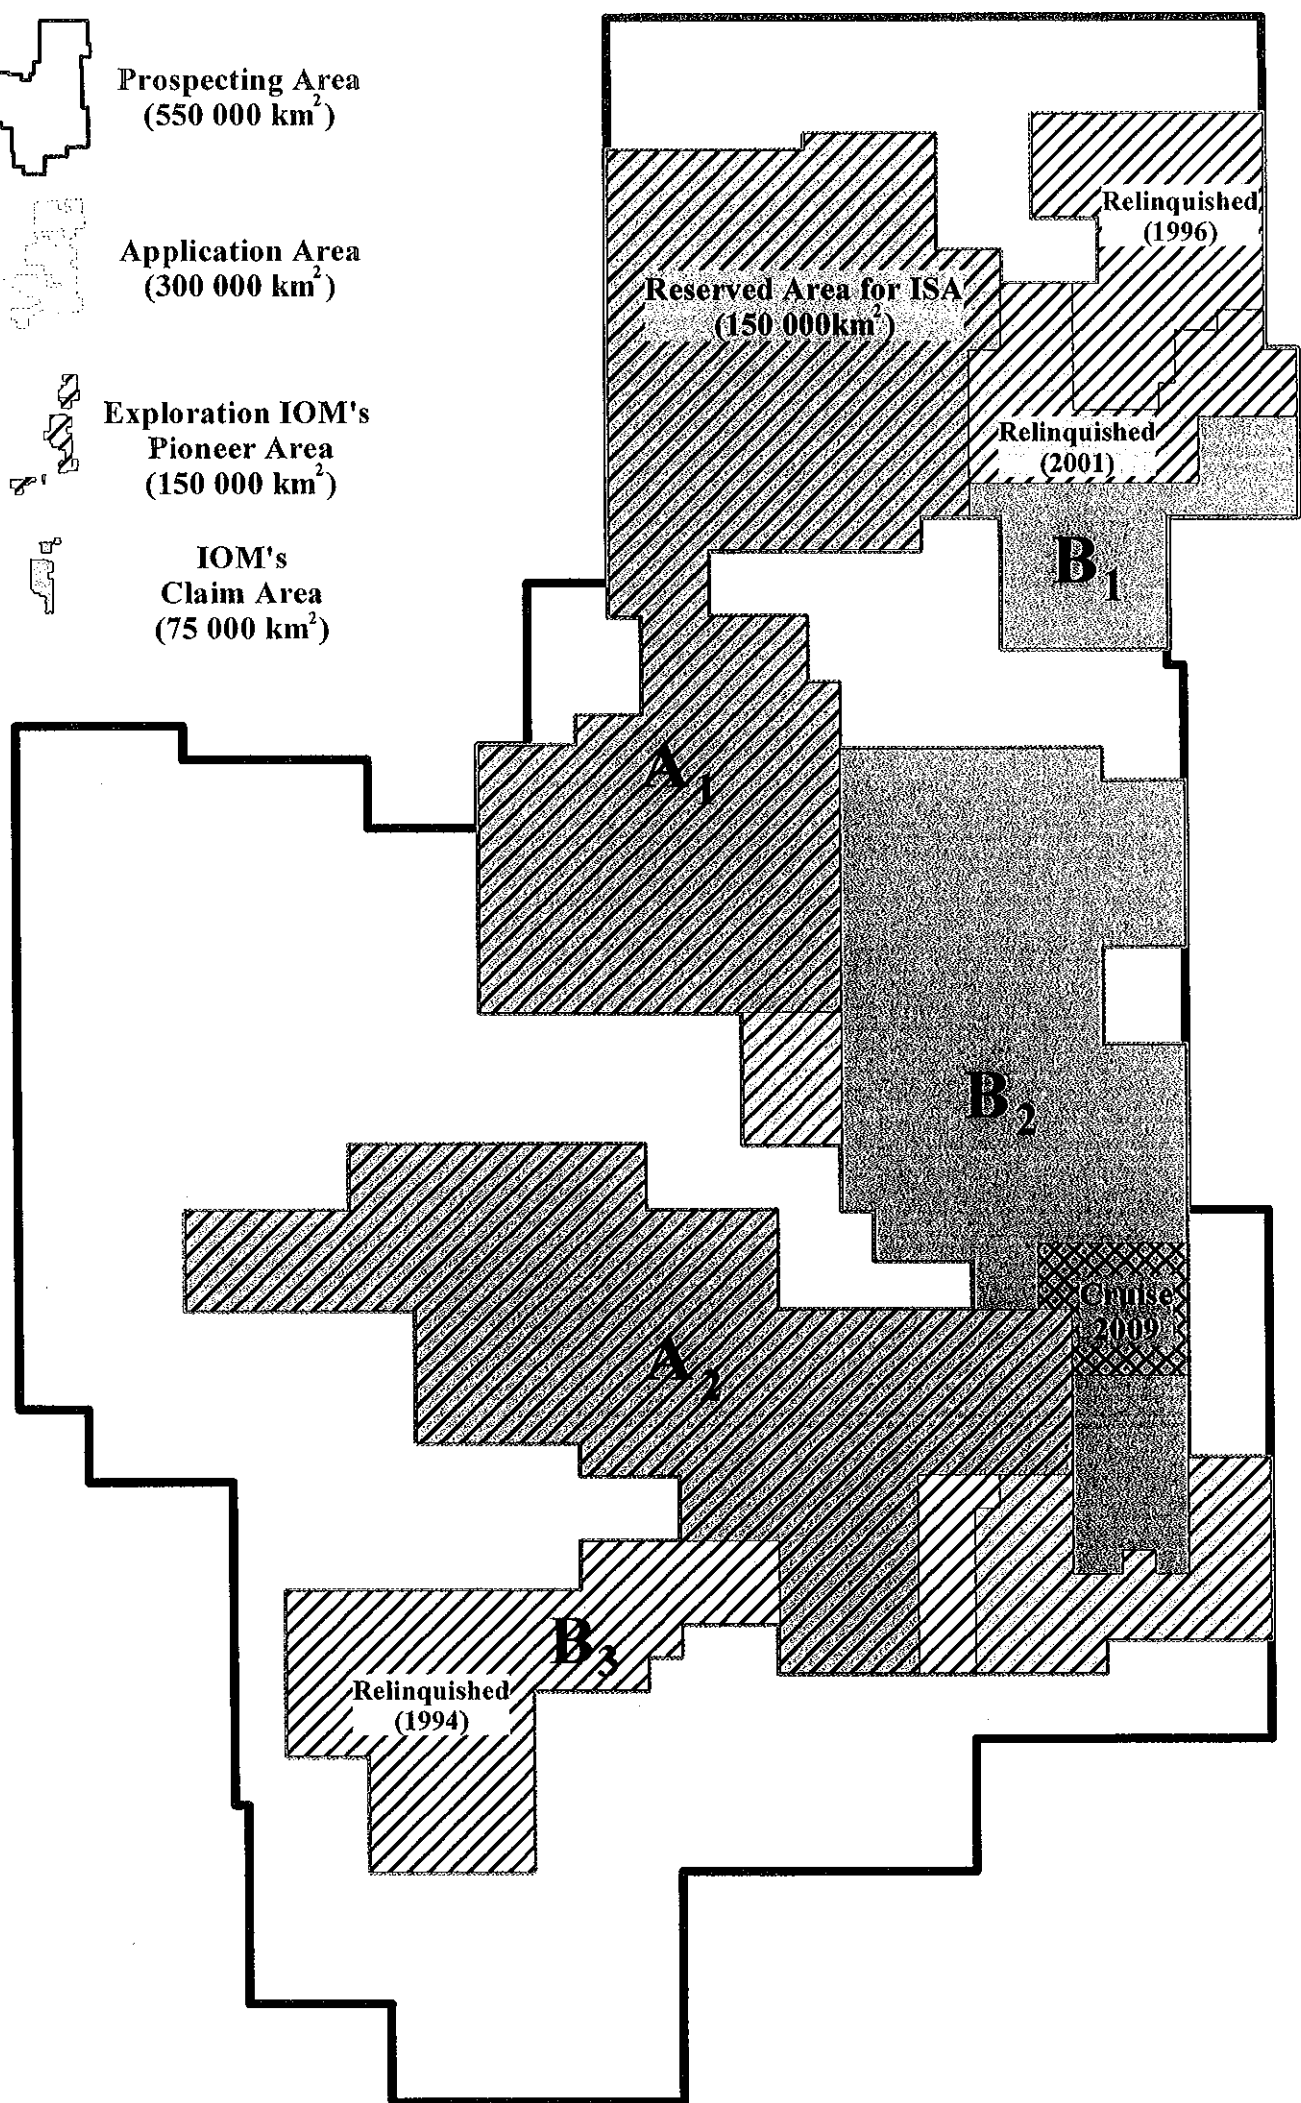 Prospecting Area
(550 000 km²)
Application Area
(300 000 km²)
Exploration IOM's
Pioneer Area
(150 000 km²)
IOM's
Claim Area
(75 000 km²)
Relinquished
(1996)
Reserved Area for ISA
(150 000km²)
Relinquished
(2001)
B₁
A₁
B₂
Cruise
2009
A₂
B₃
Relinquished
(1994)